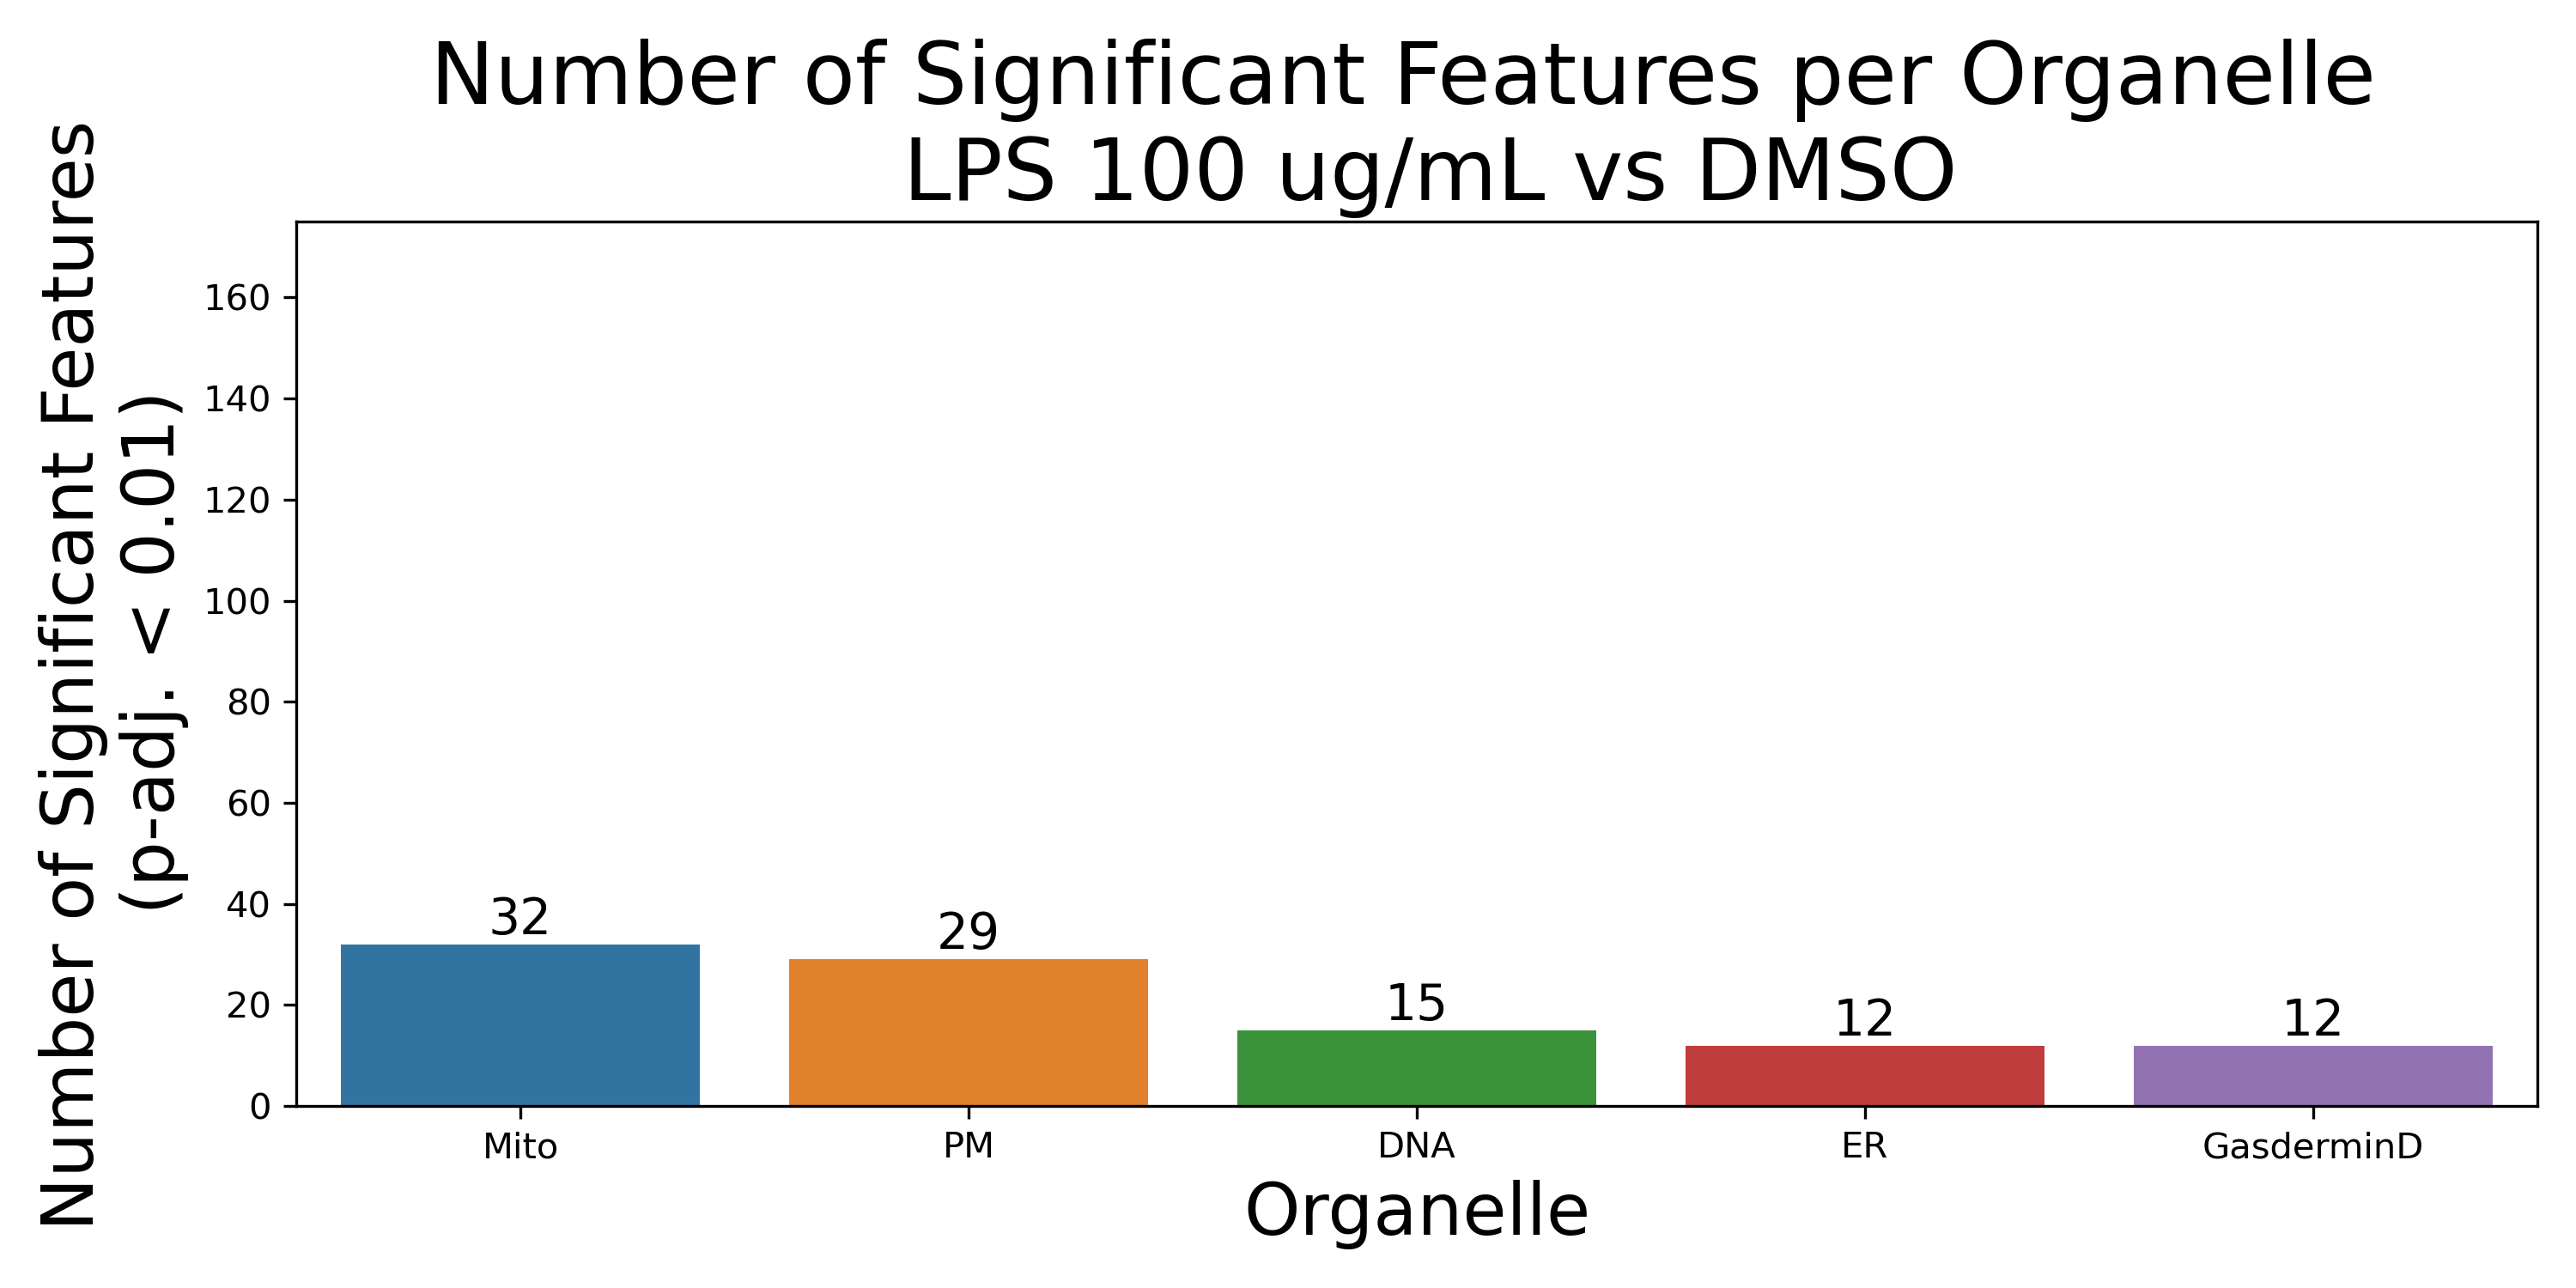 Number of Significant Features per Organelle
LPS 100 ug/mL vs DMSO
Number of Significant Features
(p-adj. < 0.01)
160
140
120
100
80
60
40
20
0
32
29
15
12
12
Mito
PM
DNA
ER
GasderminD
Organelle